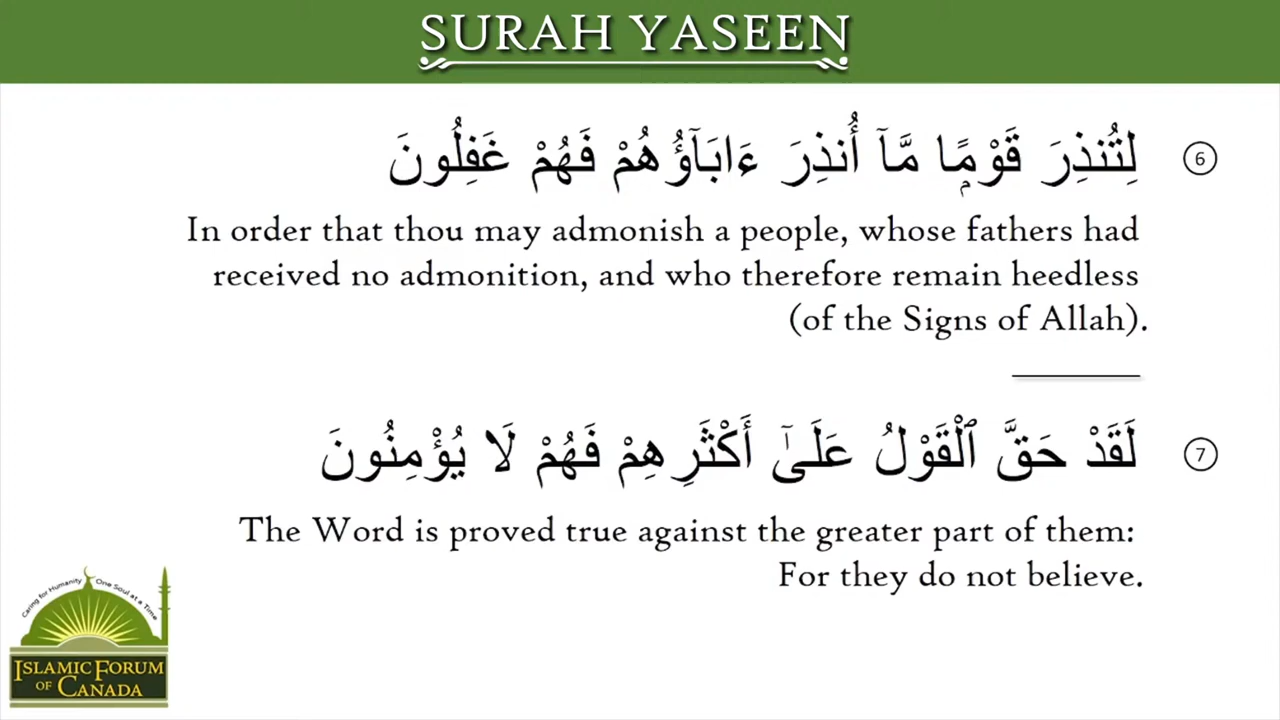 SURAH YASEEN
لِتُنذِرَ قَوْمًۭا مَّآ أُنذِرَ ءَابَآؤُهُمْ فَهُمْ غَـٰفِلُونَ
6
In order that thou may admonish a people, whose fathers had
received no admonition, and who therefore remain heedless
(of the Signs of Allah).
لَقَدْ حَقَّ ٱلْقَوْلُ عَلَىٰٓ أَكْثَرِهِمْ فَهُمْ لَا يُؤْمِنُونَ
7
The Word is proved true against the greater part of them:
For they do not believe.
Caring for Humanity One Soul at a Time
ISLAMIC FORUM
OF CANADA